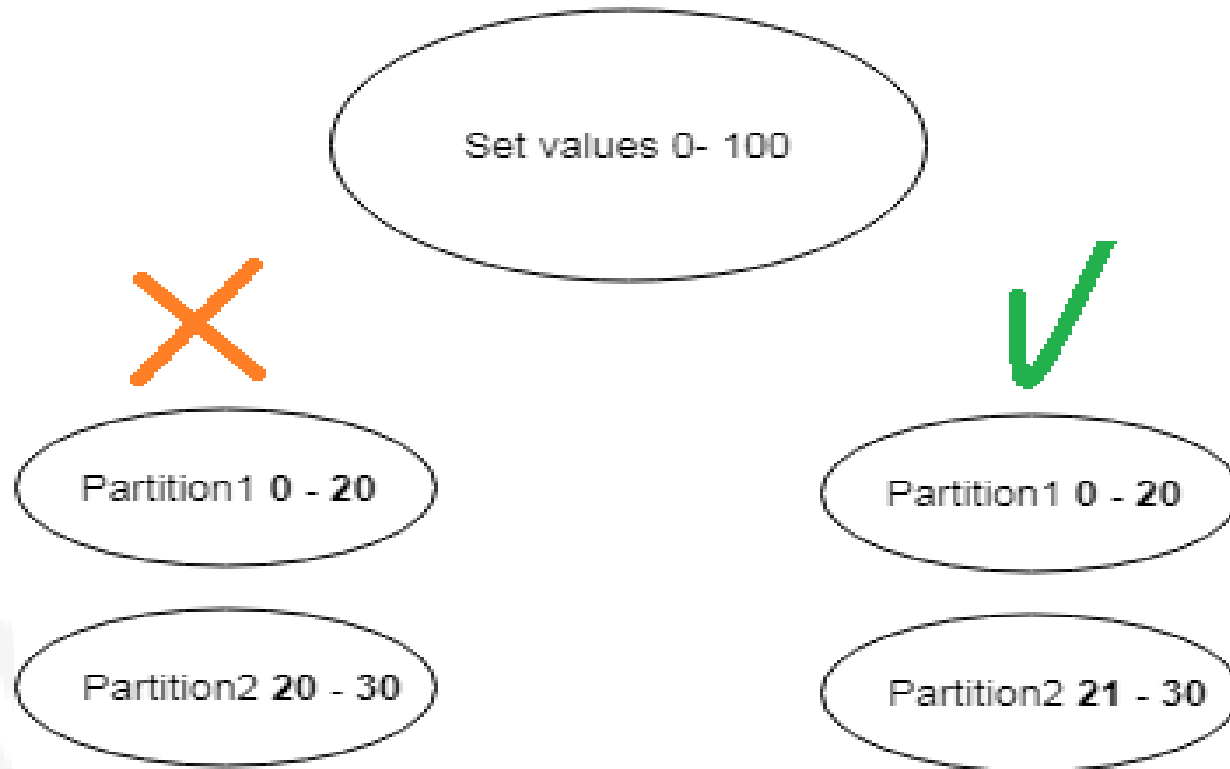 Set values 0- 100
Partition1 0 - 20
Partition1 0 - 20
Partition2 20 - 30
Partition2 21 - 30